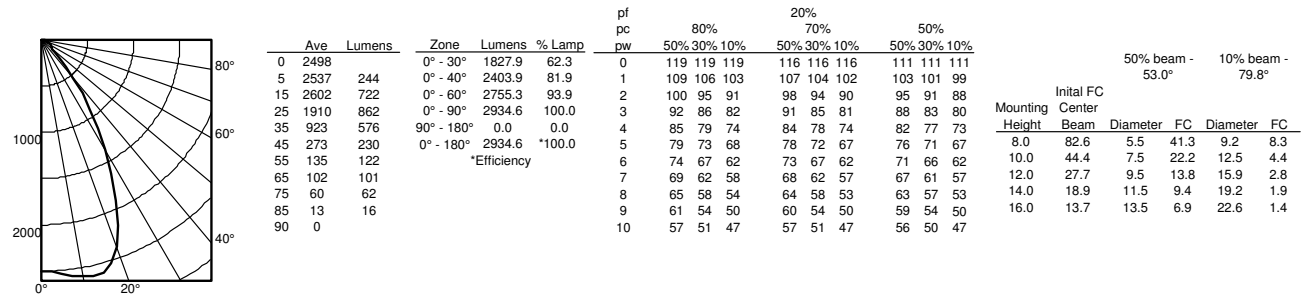 1000
2000
0°
20°
40°
60°
80°
Ave Lumens
0 2498
5 2537 244
15 2602 722
25 1910 862
35 923 576
45 273 230
55 135 122
65 102 101
75 60 62
85 13 16
90 0
Zone Lumens % Lamp
0° - 30° 1827.9 62.3
0° - 40° 2403.9 81.9
0° - 60° 2755.3 93.9
0° - 90° 2934.6 100.0
90° - 180° 0.0 0.0
0° - 180° 2934.6 *100.0
*Efficiency
pf 20%
pc 80% 70% 50%
pw 50% 30% 10% 50% 30% 10% 50% 30% 10%
0 119 119 119 116 116 116 111 111 111
1 109 106 103 107 104 102 103 101 99
2 100 95 91 98 94 90 95 91 88
3 92 86 82 91 85 81 88 83 80
4 85 79 74 84 78 74 82 77 73
5 79 73 68 78 72 67 76 71 67
6 74 67 62 73 67 62 71 66 62
7 69 62 58 68 62 57 67 61 57
8 65 58 54 64 58 53 63 57 53
9 61 54 50 60 54 50 59 54 50
10 57 51 47 57 51 47 56 50 47
50% beam - 10% beam -
53.0° 79.8°
Inital FC
Mounting Center
Height Beam Diameter FC Diameter FC
8.0 82.6 5.5 41.3 9.2 8.3
10.0 44.4 7.5 22.2 12.5 4.4
12.0 27.7 9.5 13.8 15.9 2.8
14.0 18.9 11.5 9.4 19.2 1.9
16.0 13.7 13.5 6.9 22.6 1.4